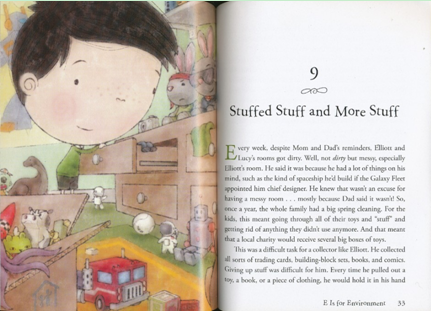 9
Stuffed Stuff and More Stuff
Every week, despite Mom and Dad's reminders, Elliott and
Lucy's rooms got dirty. Well, not dirty but messy, especially
Elliott's room. He said it was because he had a lot of things on his
mind, such as the kind of spaceship he'd build if the Galaxy Fleet
appointed him chief designer. He knew that wasn't an excuse for
having a messy room . . . mostly because Dad said it wasn't! So,
once a year, the whole family had a big spring cleaning. For the
kids, this meant going through all of their toys and "stuff" and
getting rid of anything they didn't use anymore. And that meant
that a local charity would receive several big boxes of toys.
This was a difficult task for a collector like Elliott. He collected
all sorts of trading cards, building-block sets, books, and comics.
Giving up stuff was difficult for him. Every time he pulled out a
toy, a book, or a piece of clothing, he would hold it in his hand
E Is for Environment 33